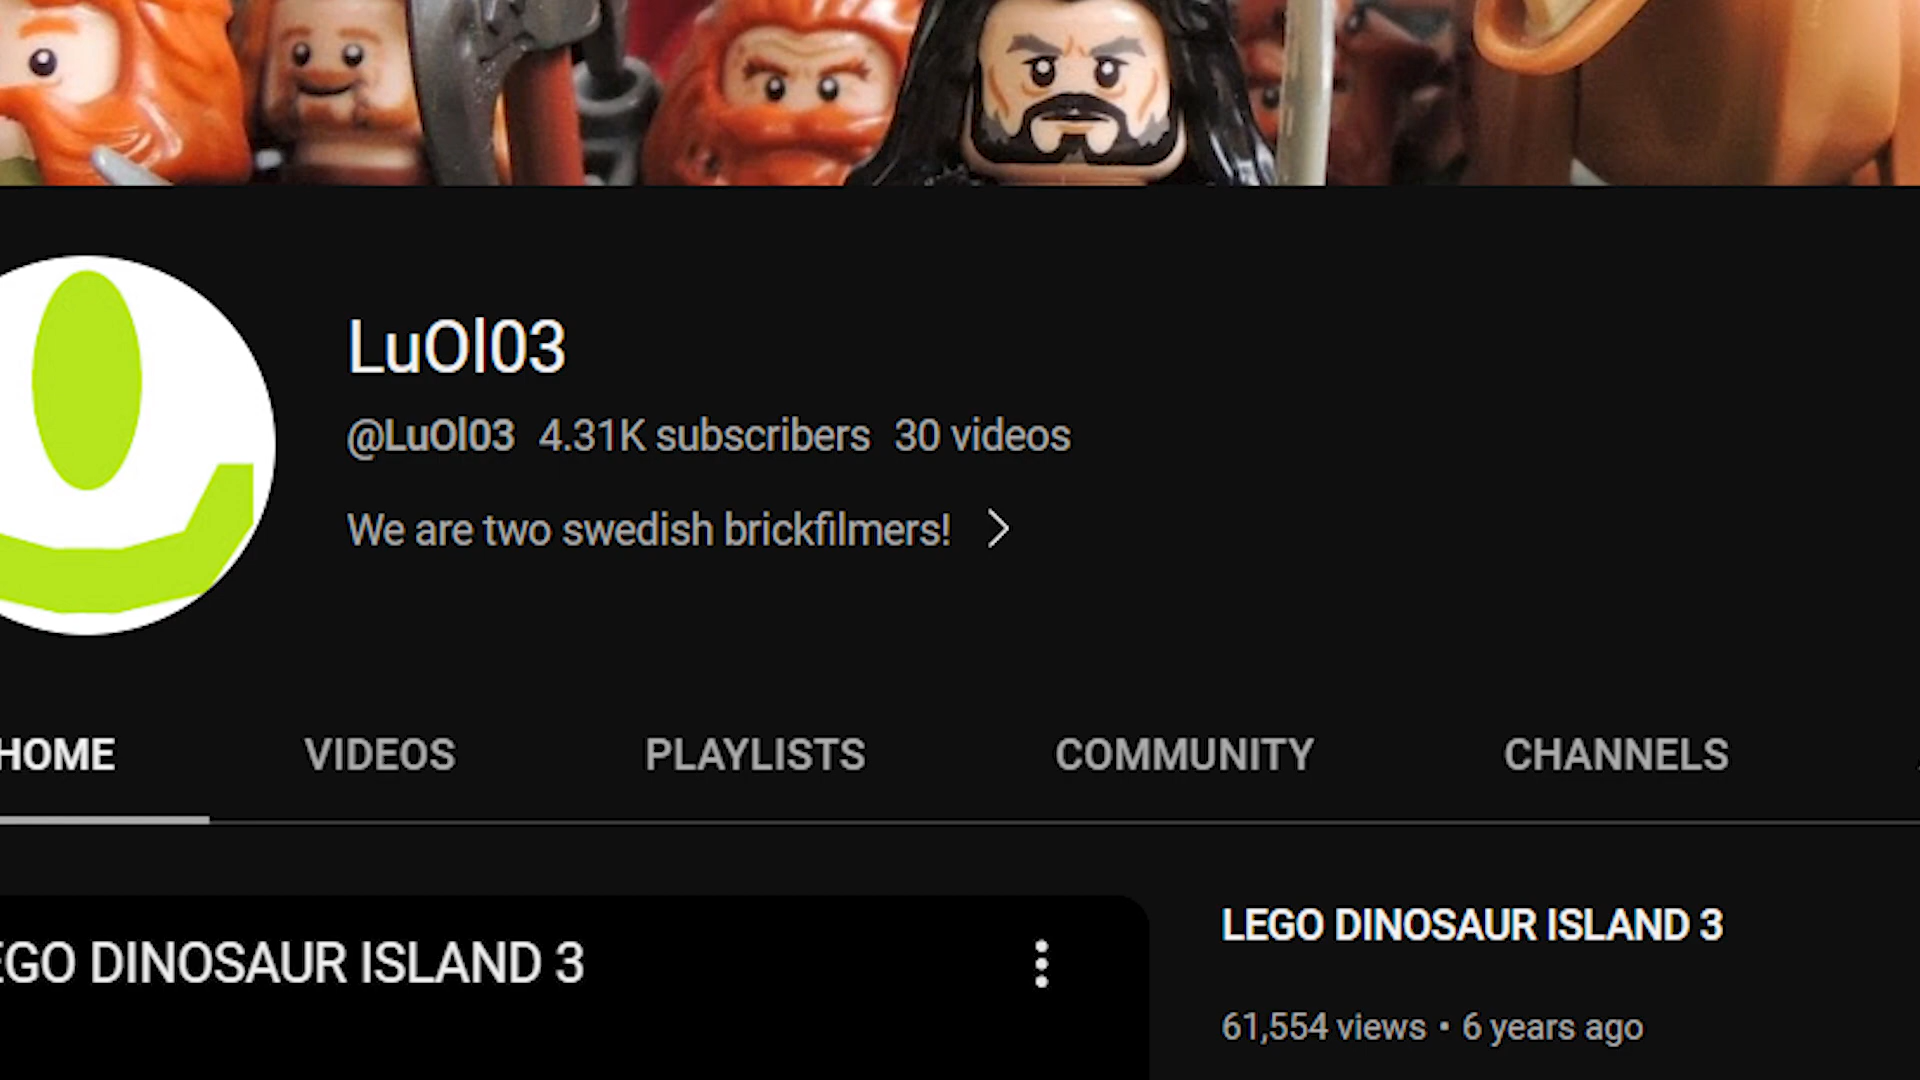 LuOl03
@LuOl03 4.31K subscribers 30 videos
We are two swedish brickfilmers!
HOME VIDEOS PLAYLISTS COMMUNITY CHANNELS
EGO DINOSAUR ISLAND 3
LEGO DINOSAUR ISLAND 3
61,554 views • 6 years ago